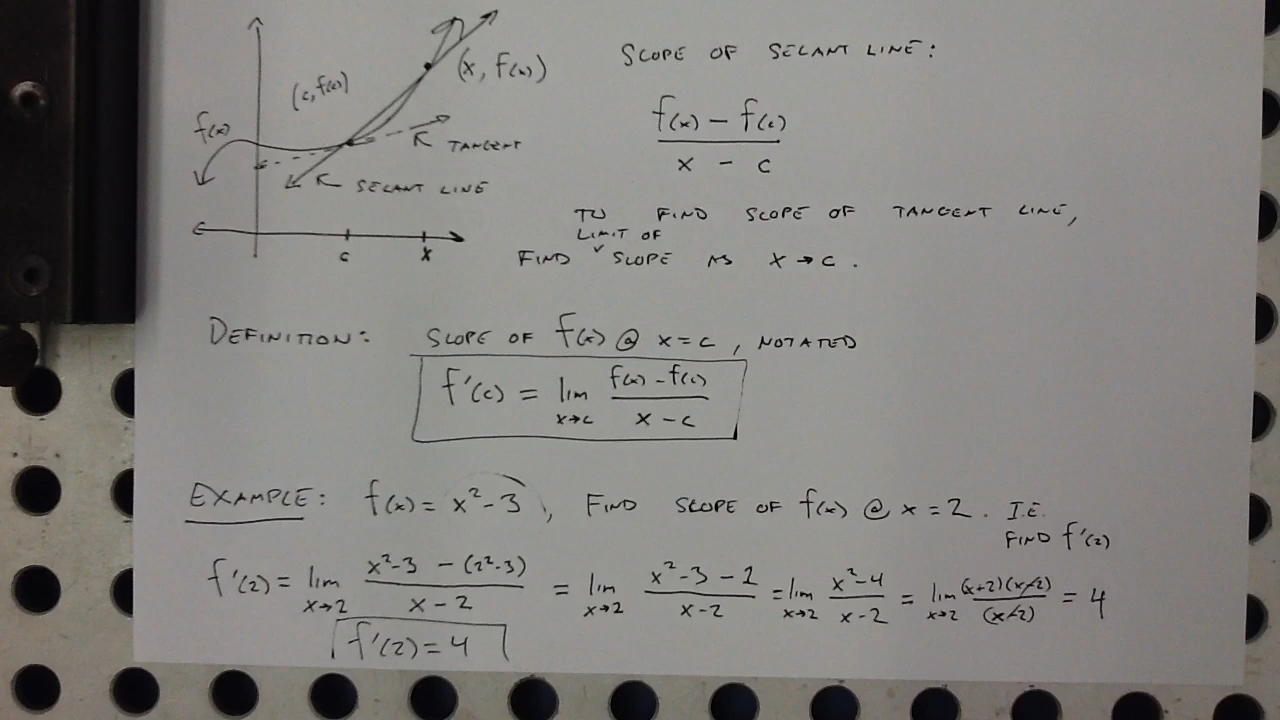 f(x)
(c, f(c))
(x, f(x))
TANGENT
SECANT LINE
c x
SLOPE OF SECANT LINE:
f(x) - f(c)
x - c
TO FIND SLOPE OF TANGENT LINE,
LIMIT OF
FIND ˅ SLOPE AS x → c.
DEFINITION: SLOPE OF f(x) @ x = c, NOTATED
f'(c) = lim x→c (f(x) - f(c))/(x - c)
EXAMPLE: f(x) = x² - 3, FIND SLOPE OF f(x) @ x = 2. I.E.
FIND f'(2)
f'(2) = lim x→2 (x² - 3 - (2² - 3))/(x - 2) = lim x→2 (x² - 3 - 1)/(x - 2) = lim x→2 (x² - 4)/(x - 2) = lim x→2 (x+2)(x-2)/(x-2) = 4
f'(2) = 4